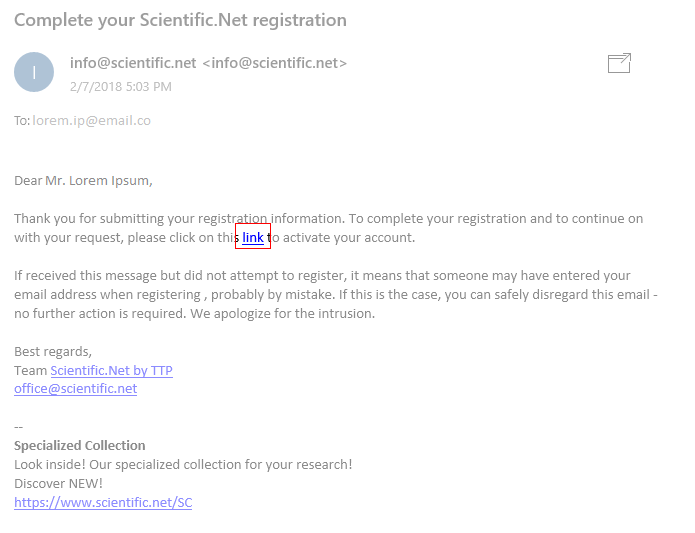 Complete your Scientific.Net registration
I
info@scientific.net <info@scientific.net>
2/7/2018 5:03 PM
To: lorem.ip@email.co
Dear Mr. Lorem Ipsum,
Thank you for submitting your registration information. To complete your registration and to continue on
with your request, please click on this link to activate your account.
If received this message but did not attempt to register, it means that someone may have entered your
email address when registering , probably by mistake. If this is the case, you can safely disregard this email -
no further action is required. We apologize for the intrusion.
Best regards,
Team Scientific.Net by TTP
office@scientific.net
--
Specialized Collection
Look inside! Our specialized collection for your research!
Discover NEW!
https://www.scientific.net/SC